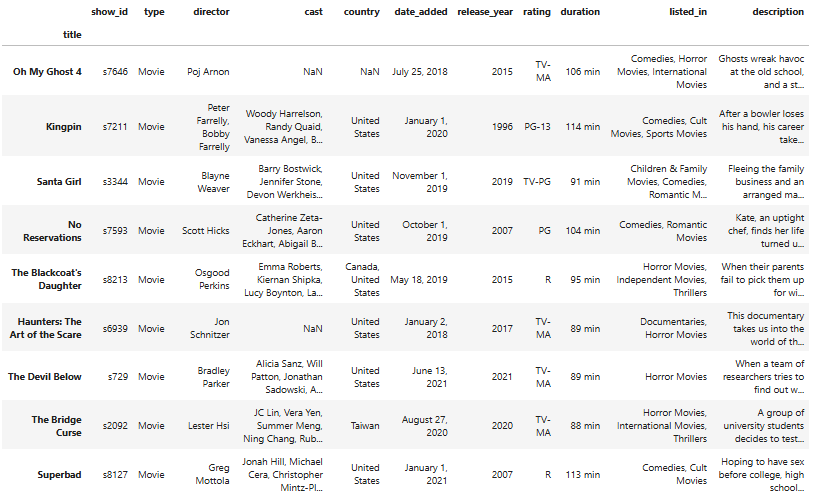 show_id type director cast country date_added release_year rating duration listed_in description
title
Oh My Ghost 4 s7646 Movie Poj Arnon NaN NaN July 25, 2018 2015 TV-MA 106 min Comedies, Horror Movies, International Movies Ghosts wreak havoc at the old school, and a st...
Kingpin s7211 Movie Peter Farrelly, Bobby Farrelly Woody Harrelson, Randy Quaid, Vanessa Angel, B... United States January 1, 2020 1996 PG-13 114 min Comedies, Cult Movies, Sports Movies After a bowler loses his hand, his career take...
Santa Girl s3344 Movie Blayne Weaver Barry Bostwick, Jennifer Stone, Devon Werkheis... United States November 1, 2019 2019 TV-PG 91 min Children & Family Movies, Comedies, Romantic M... Fleeing the family business and an arranged ma...
No Reservations s7593 Movie Scott Hicks Catherine Zeta-Jones, Aaron Eckhart, Abigail B... United States October 1, 2019 2007 PG 104 min Comedies, Romantic Movies Kate, an uptight chef, finds her life turned u...
The Blackcoat's Daughter s8213 Movie Osgood Perkins Emma Roberts, Kiernan Shipka, Lucy Boynton, La... Canada, United States May 18, 2019 2015 R 95 min Horror Movies, Independent Movies, Thrillers When their parents fail to pick them up for wi...
Haunters: The Art of the Scare s6939 Movie Jon Schnitzer NaN United States January 2, 2018 2017 TV-MA 89 min Documentaries, Horror Movies This documentary takes us into the world of th...
The Devil Below s729 Movie Bradley Parker Alicia Sanz, Will Patton, Jonathan Sadowski, A... United States June 13, 2021 2021 TV-MA 89 min Horror Movies When a team of researchers tries to find out w...
The Bridge Curse s2092 Movie Lester Hsi JC Lin, Vera Yen, Summer Meng, Ning Chang, Rub... Taiwan August 27, 2020 2020 TV-MA 88 min Horror Movies, International Movies, Thrillers A group of university students decides to test...
Superbad s8127 Movie Greg Mottola Jonah Hill, Michael Cera, Christopher Mintz-Pl... United States January 1, 2021 2007 R 113 min Comedies, Cult Movies Hoping to have sex before college, high school...